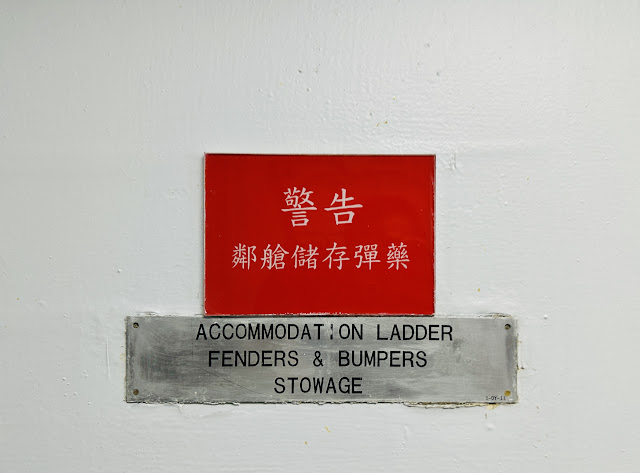 警告
鄰艙儲存彈藥
ACCOMMODATION LADDER
FENDERS & BUMPERS
STOWAGE